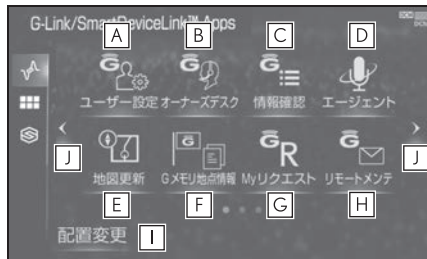 G-Link/SmartDeviceLink™ Apps
A B C D
ユーザー設定 オーナーズデスク 情報確認 エージェント
J J
地図更新 Gメモリ地点情報 Myリクエスト リモートメンテ
E F G H
配置変更 I